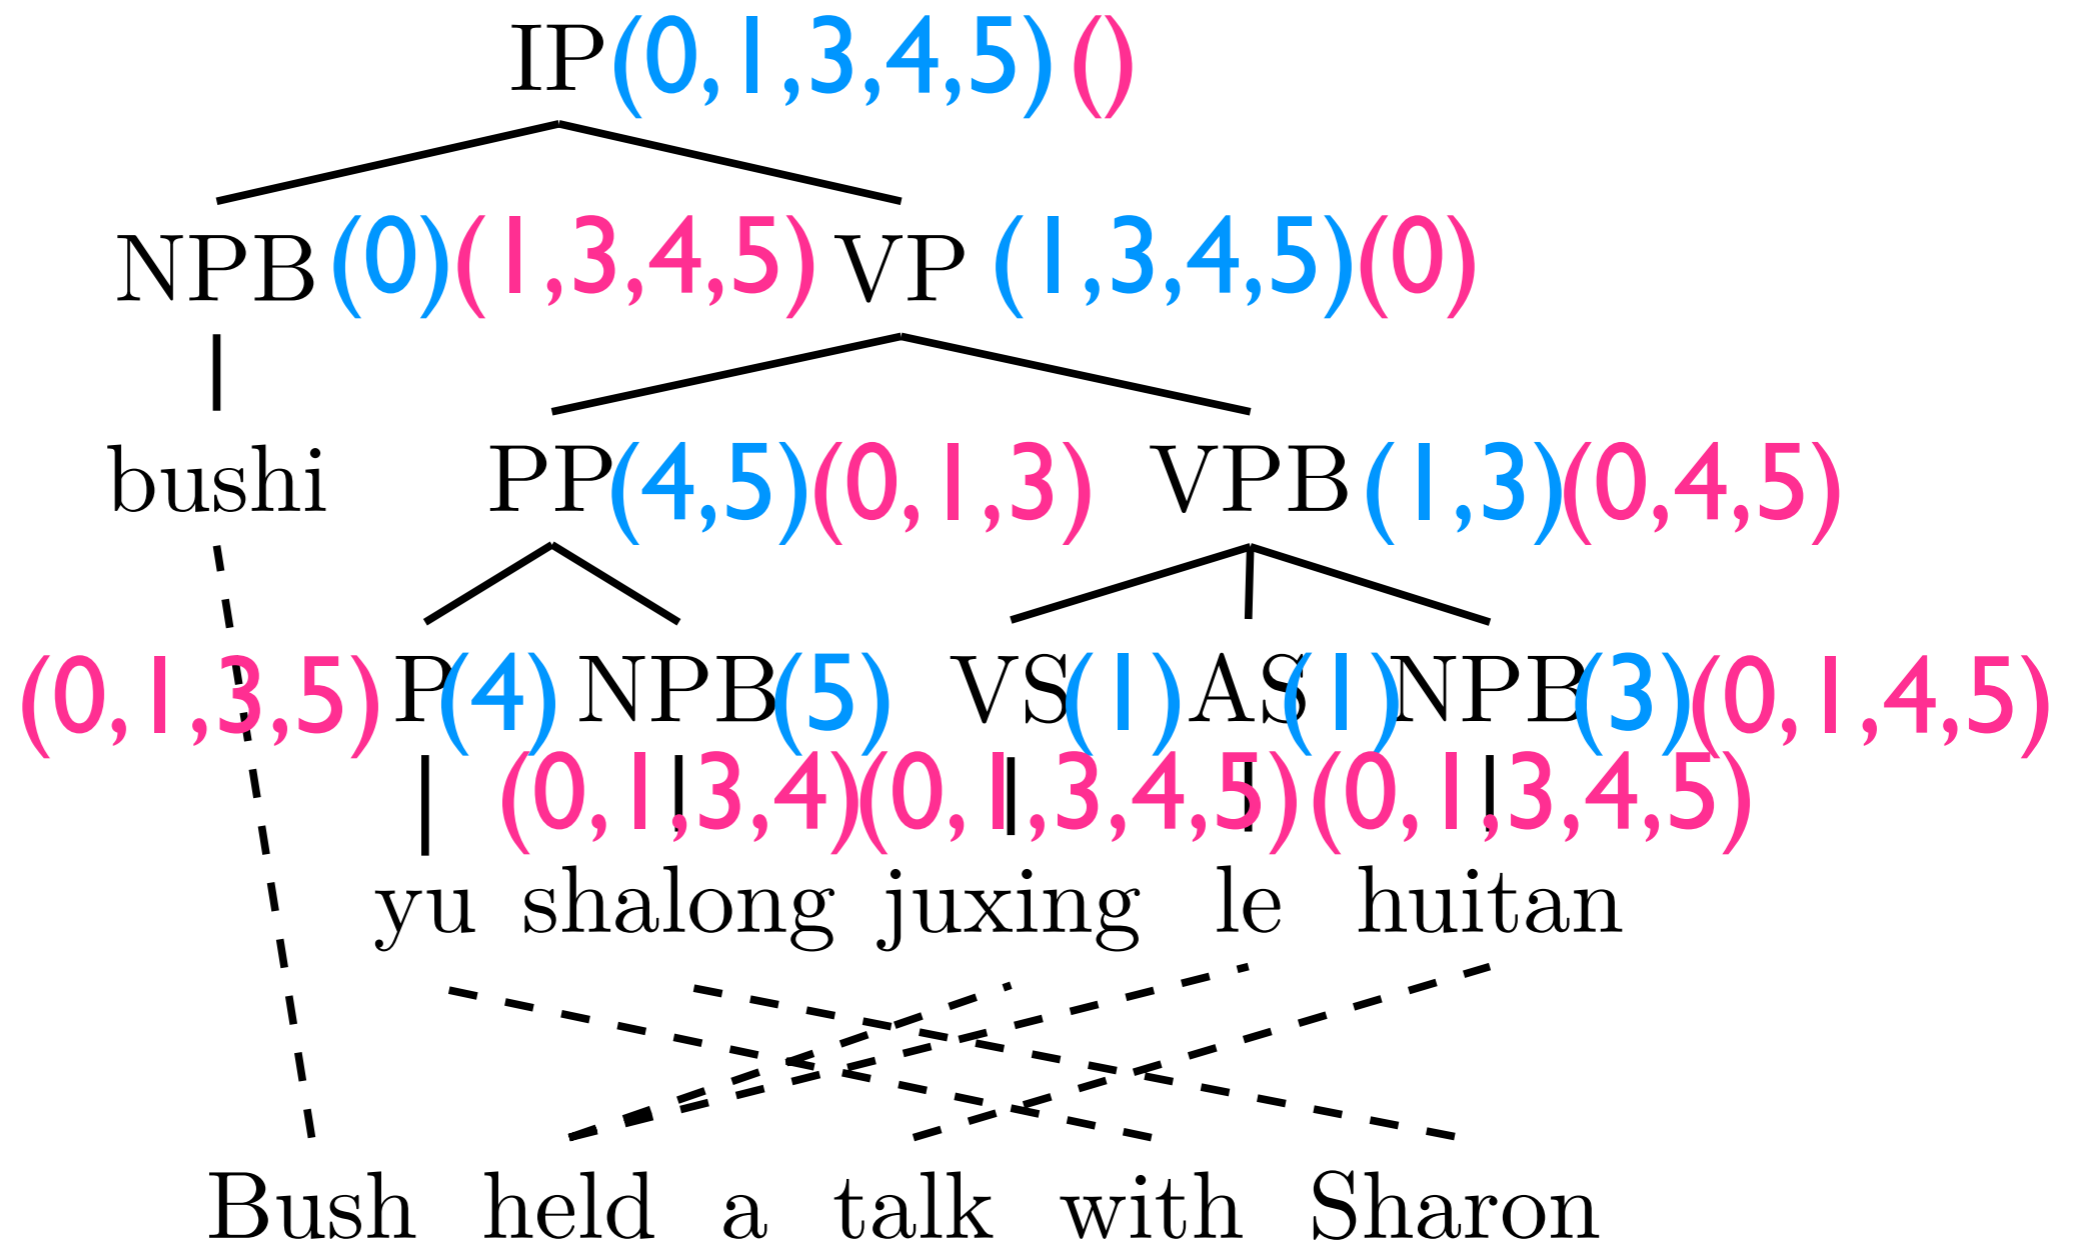 IP(0,1,3,4,5)()
NPB(0)(1,3,4,5) VP (1,3,4,5)(0)
bushi PP(4,5)(0,1,3) VPB(1,3)(0,4,5)
(0,1,3,5) P(4) NPB(5) VS(1) AS(1) NPB(3)(0,1,4,5)
(0,1,3,4)(0,1,3,4,5)(0,1,3,4,5)
yu shalong juxing le huitan
Bush held a talk with Sharon